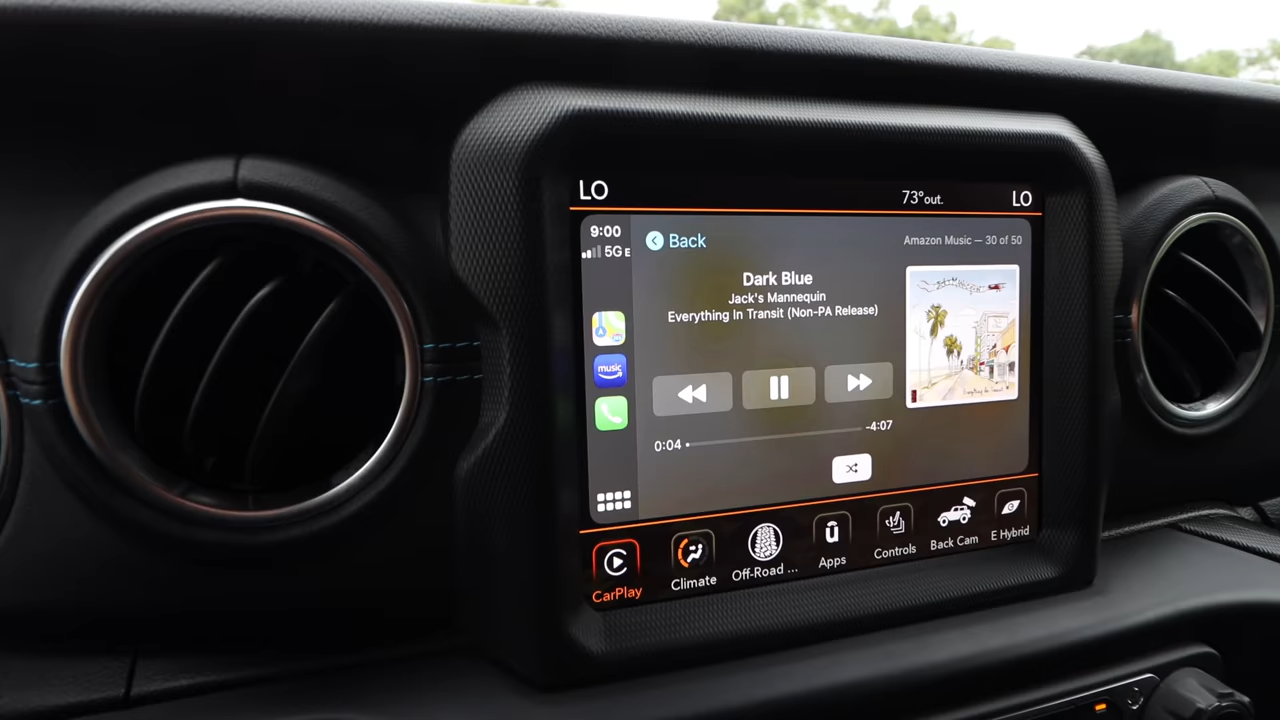 LO
73°out.
LO
9:00
5GE
Back
Amazon Music — 30 of 50
Dark Blue
Jack's Mannequin
Everything In Transit (Non-PA Release)
music
0:04
-4:07
CarPlay
Climate
Off-Road ...
Apps
Controls
Back Cam
E Hybrid